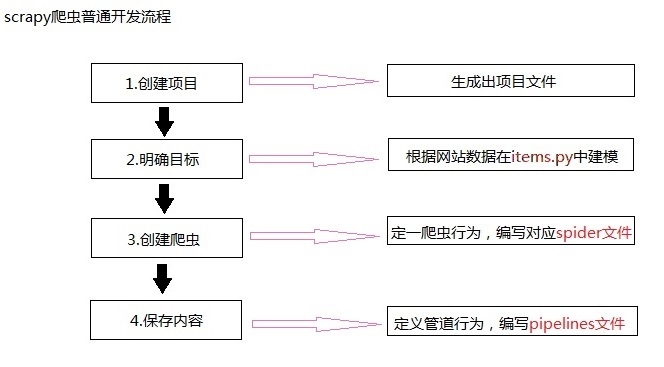 scrapy爬虫普通开发流程
1.创建项目
生成出项目文件
2.明确目标
根据网站数据在items.py中建模
3.创建爬虫
定一爬虫行为，编写对应spider文件
4.保存内容
定义管道行为，编写pipelines文件